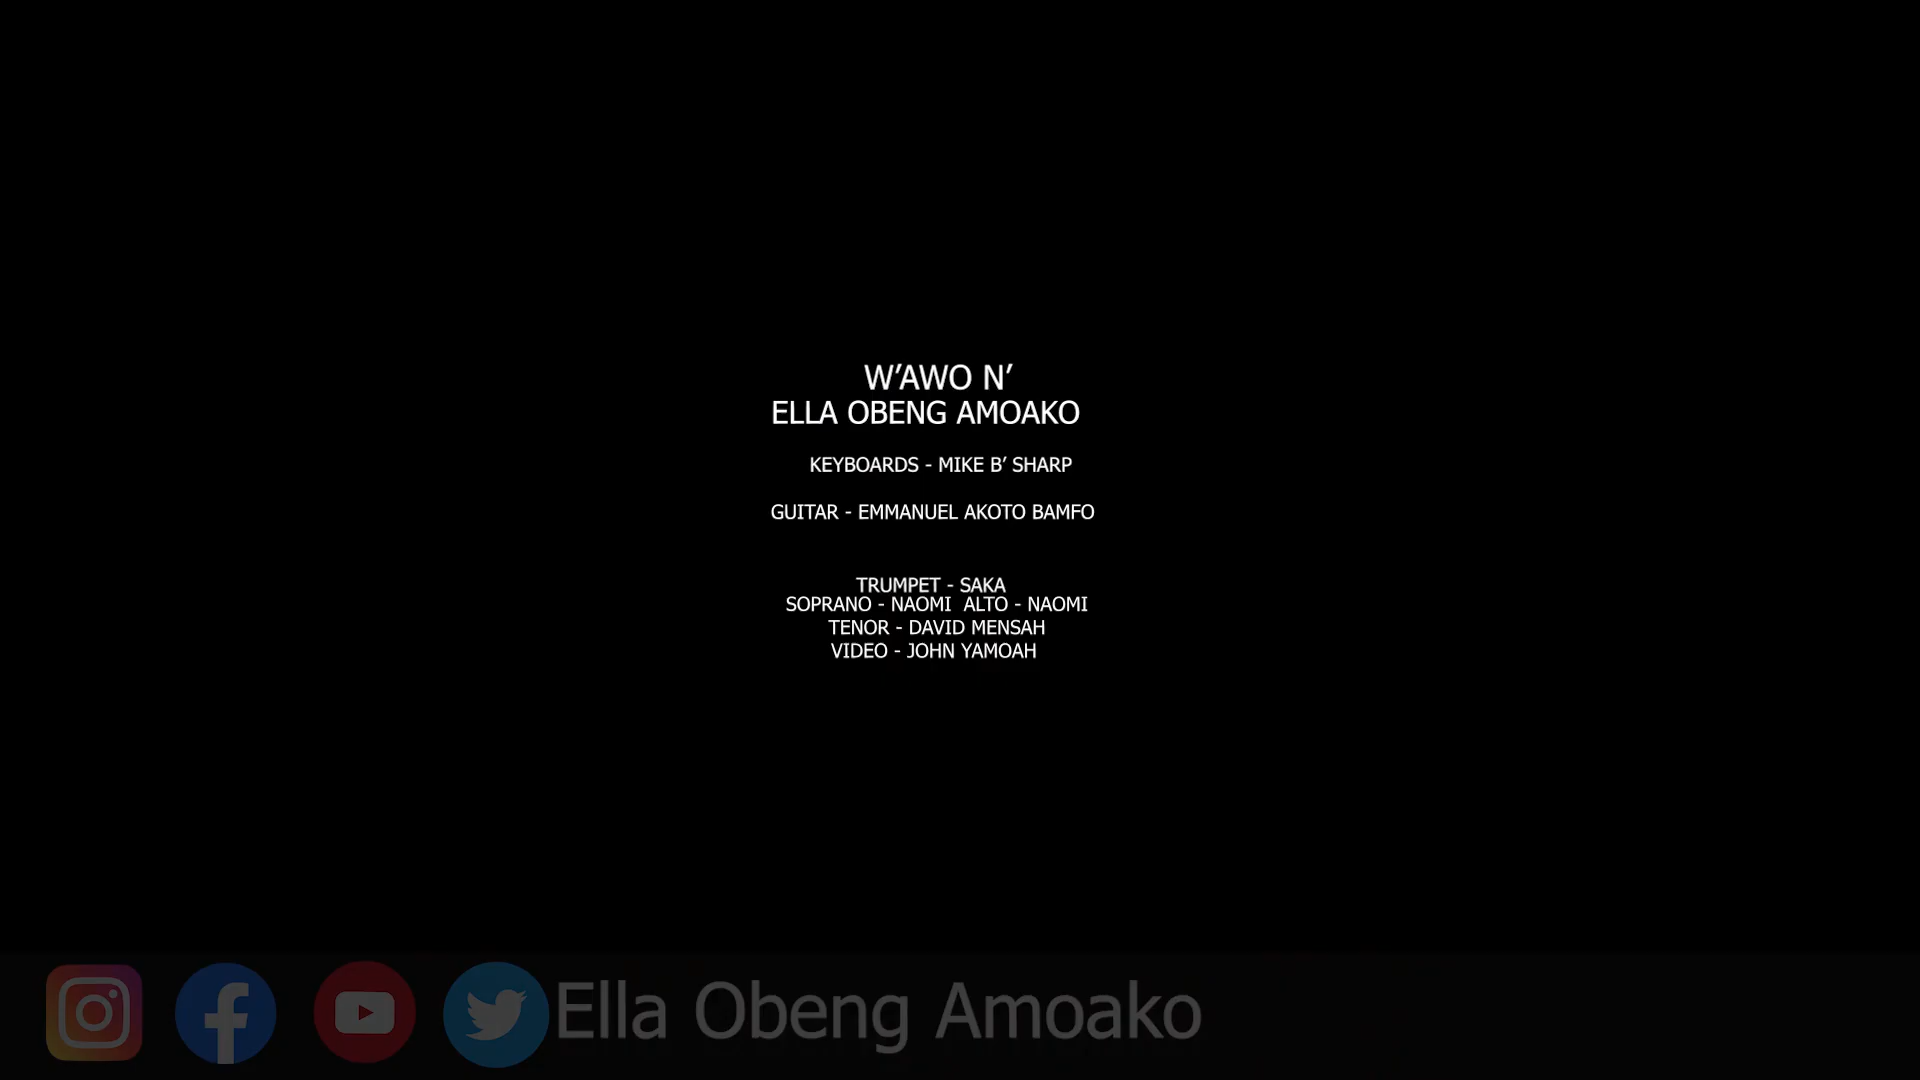 W’AWO N’
ELLA OBENG AMOAKO
KEYBOARDS - MIKE B’ SHARP
GUITAR - EMMANUEL AKOTO BAMFO
TRUMPET - SAKA
SOPRANO - NAOMI  ALTO - NAOMI
TENOR - DAVID MENSAH
VIDEO - JOHN YAMOAH
Ella Obeng Amoako